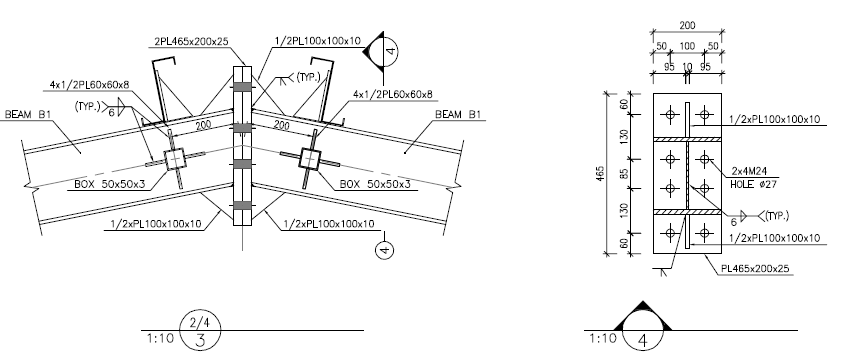 2PL465x200x25
1/2PL100x100x10
4
(TYP.)
4x1/2PL60x60x8
4x1/2PL60x60x8
(TYP.)
6
BEAM B1
BEAM B1
200
200
BOX 50x50x3
BOX 50x50x3
1/2xPL100x100x10
1/2xPL100x100x10
4
2/4
1:10
3
200
50
100
50
95
10
95
60
130
465
85
130
60
1/2xPL100x100x10
2x4M24
HOLE Ø27
6
(TYP.)
1/2xPL100x100x10
PL465x200x25
1:10
4